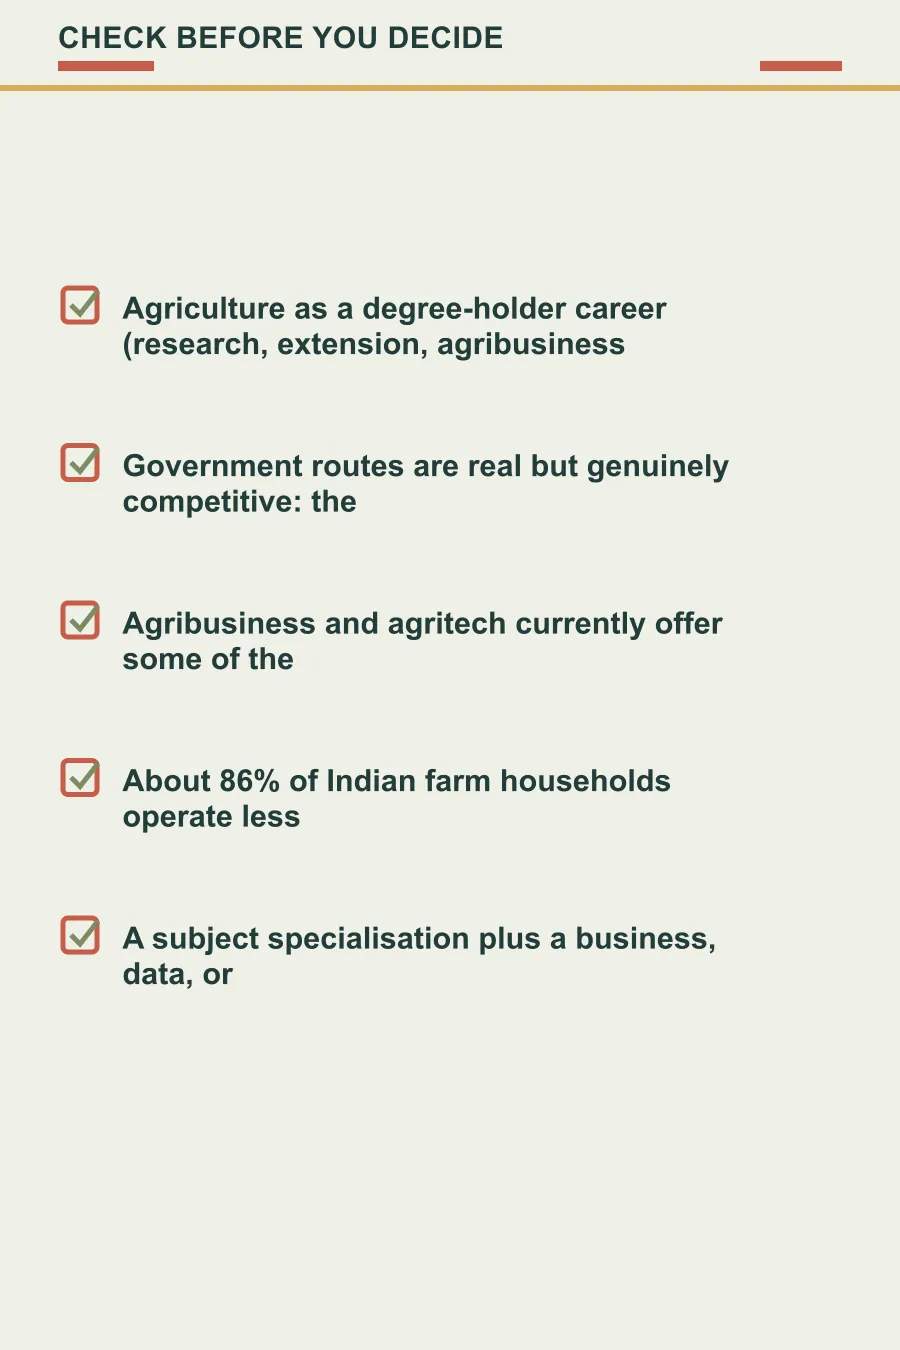 CHECK BEFORE YOU DECIDE
Agriculture as a degree-holder career
(research, extension, agribusiness
Government routes are real but genuinely
competitive: the
Agribusiness and agritech currently offer
some of the
About 86% of Indian farm households
operate less
A subject specialisation plus a business,
data, or